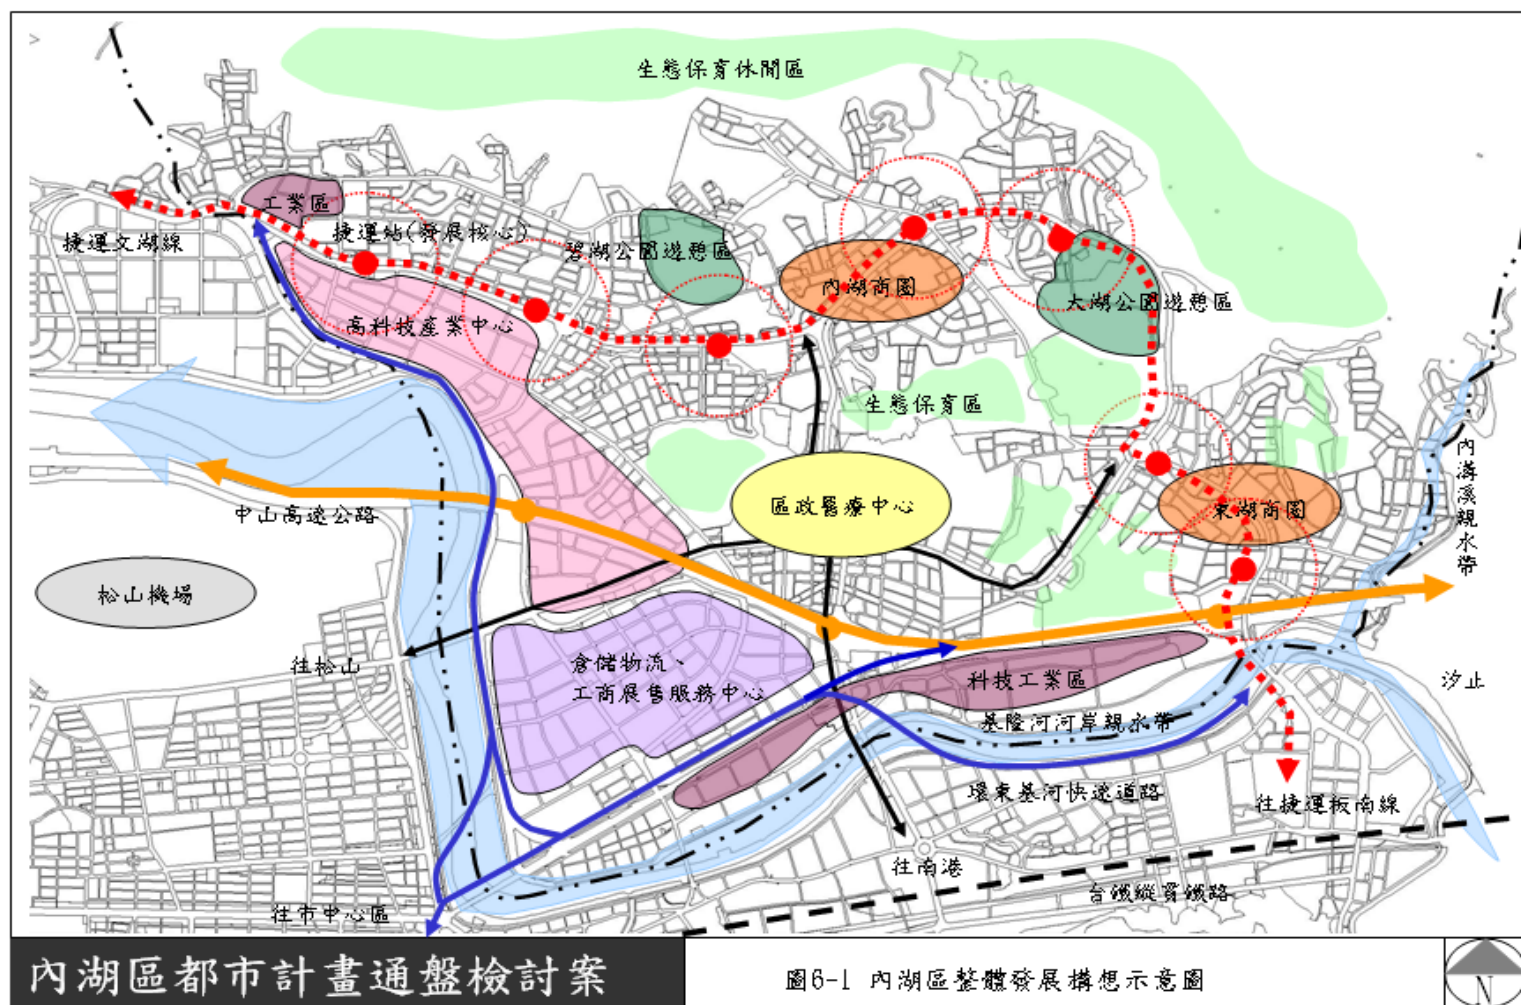 生態保育休閒區
工業區
捷運文湖線
捷運站(發展核心)
碧湖公園遊憩區
內湖商圈
大湖公園遊憩區
高科技產業中心
生態保育區
內溝溪親水帶
中山高速公路
區政醫療中心
東湖商圈
松山機場
往松山
倉儲物流、
工商展售服務中心
科技工業區
汐止
基隆河河岸親水帶
環東基河快速道路
往捷運板南線
往南港
台鐵縱貫鐵路
往市中心區
內湖區都市計畫通盤檢討案
圖6-1 內湖區整體發展構想示意圖
N